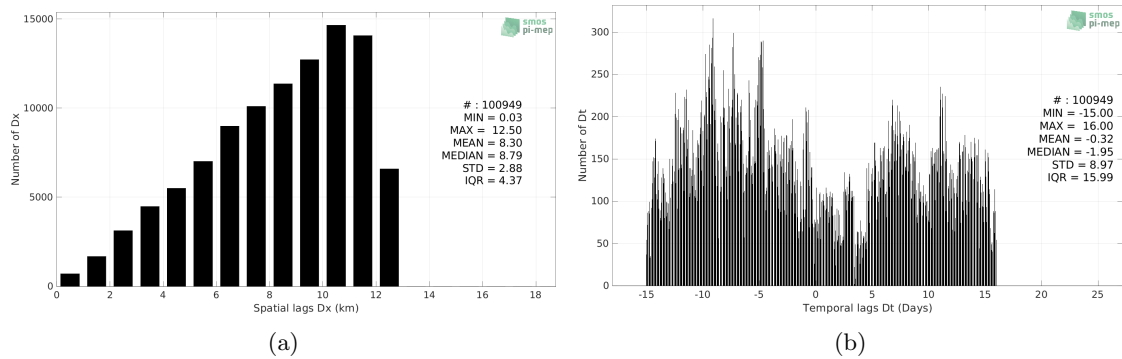 15000
10000
5000
0
Number of Dx
0 2 4 6 8 10 12 14 16 18
Spatial lags Dx (km)
smos
pi-mep
# : 100949
MIN = 0.03
MAX = 12.50
MEAN = 8.30
MEDIAN = 8.79
STD = 2.88
IQR = 4.37
(a)
300
250
200
150
100
50
0
Number of Dt
-15 -10 -5 0 5 10 15 20 25
Temporal lags Dt (Days)
smos
pi-mep
# : 100949
MIN = -15.00
MAX = 16.00
MEAN = -0.32
MEDIAN = -1.95
STD = 8.97
IQR = 15.99
(b)